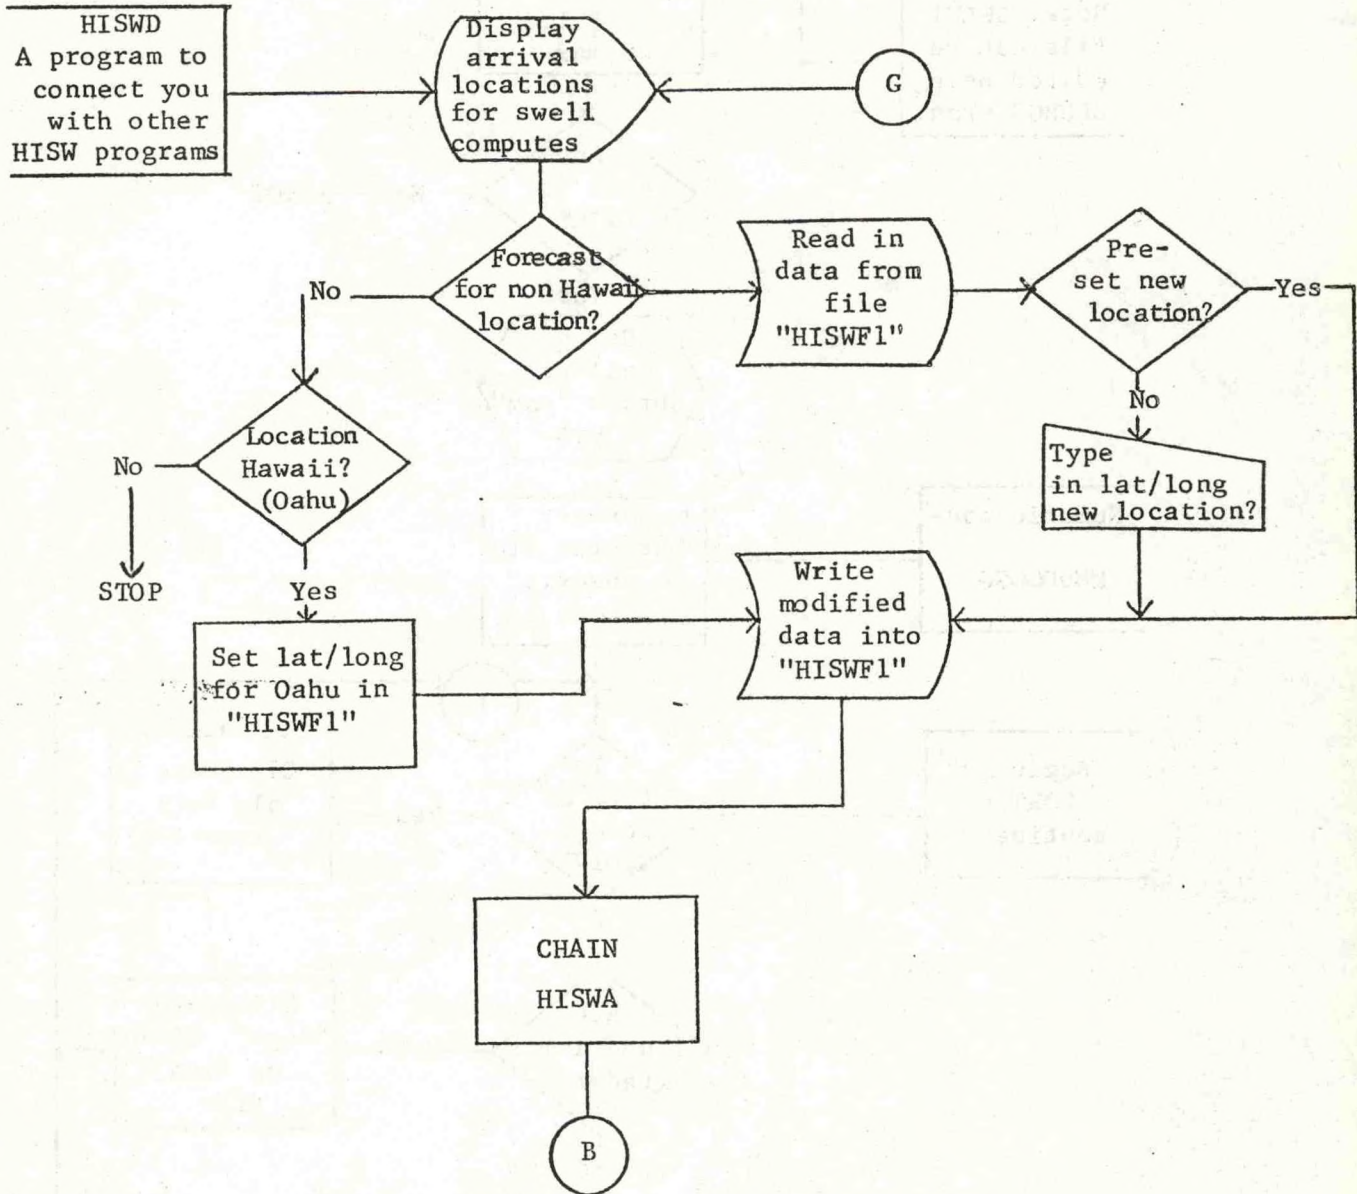 HISWD
A program to
connect you
with other
HISW programs
Display
arrival
locations
for swell
computes
G
Forecast
for non Hawaii
location?
No
Read in
data from
file
"HISWF1"
Pre-
set new
location?
Yes
No
Type
in lat/long
new location?
Location
Hawaii?
(Oahu)
No
STOP
Yes
Set lat/long
for Oahu in
"HISWF1"
Write
modified
data into
"HISWF1"
CHAIN
HISWA
B